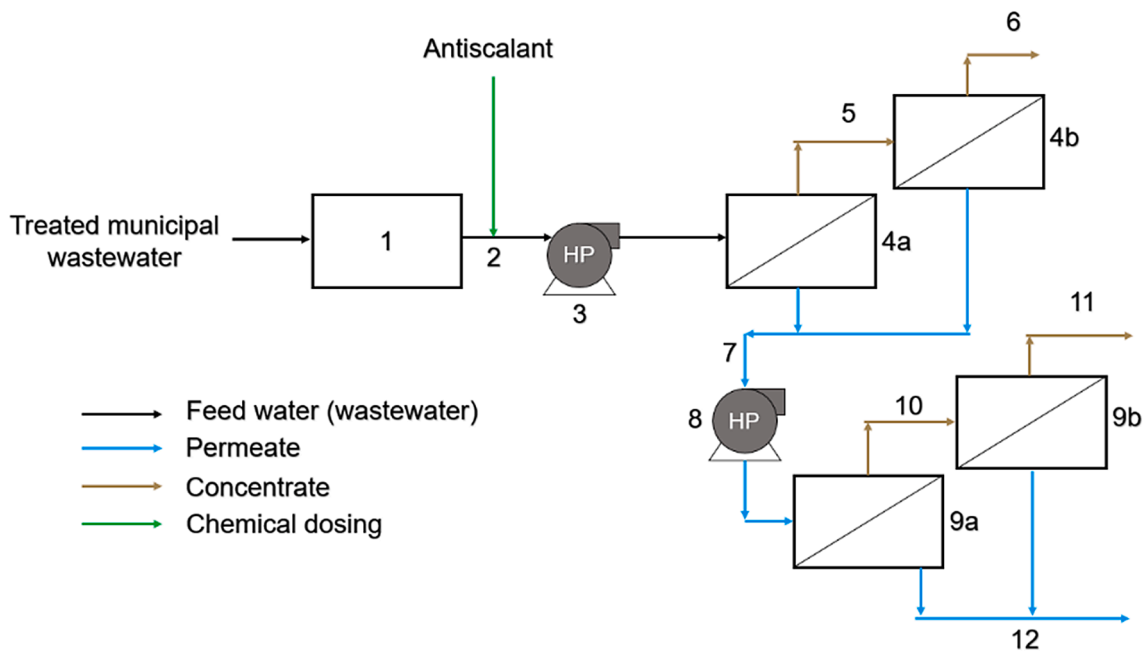 6
Antiscalant
5
4b
Treated municipal
wastewater
1
2
HP
3
4a
11
7
10
8
HP
9b
9a
12
Feed water (wastewater)
Permeate
Concentrate
Chemical dosing